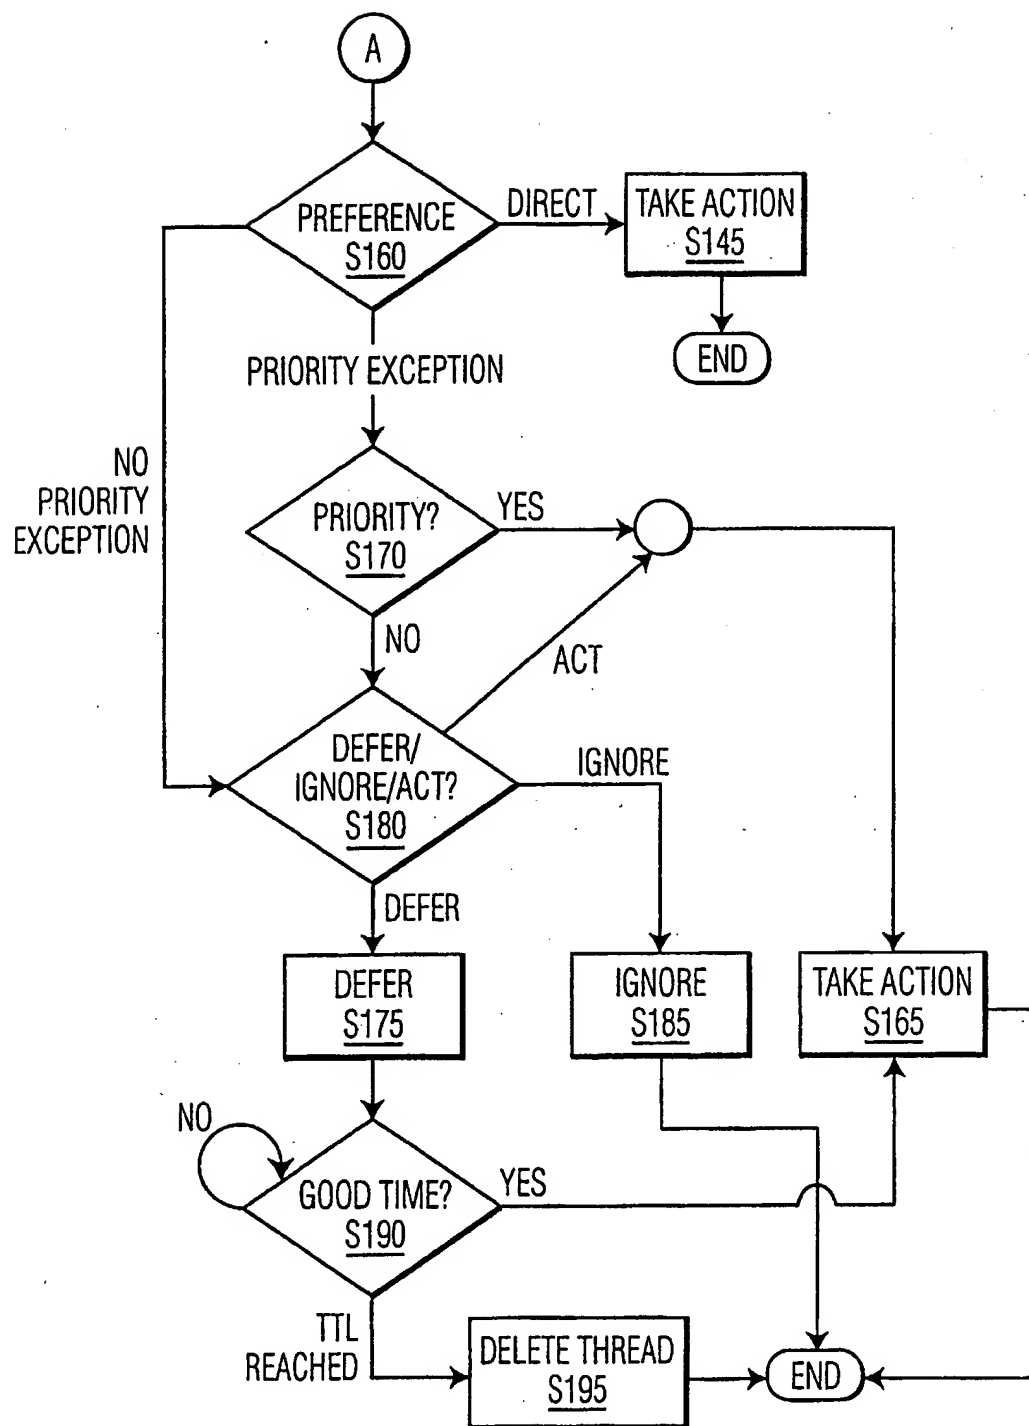 A
PREFERENCE
S160
DIRECT
TAKE ACTION
S145
END
PRIORITY EXCEPTION
NO
PRIORITY
EXCEPTION
PRIORITY?
S170
YES
NO
ACT
DEFER/
IGNORE/ACT?
S180
IGNORE
DEFER
DEFER
S175
IGNORE
S185
TAKE ACTION
S165
NO
GOOD TIME?
S190
YES
TTL
REACHED
DELETE THREAD
S195
END